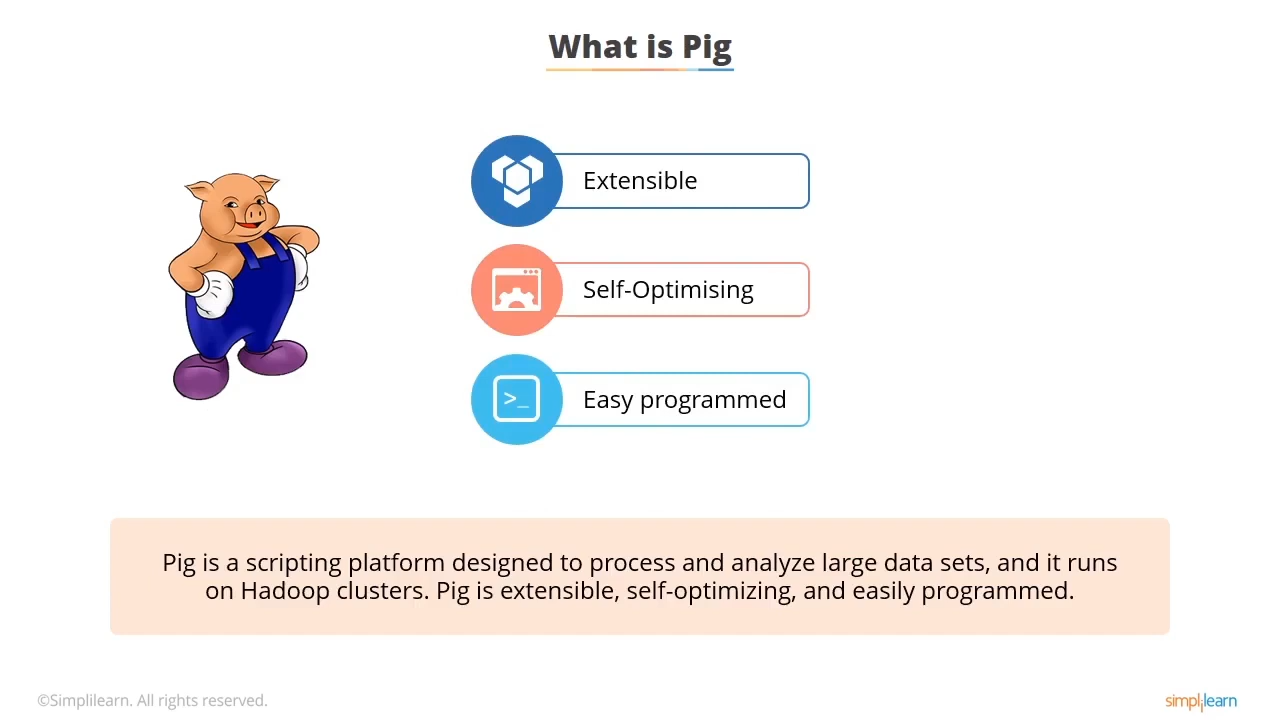 What is Pig
Extensible
Self-Optimising
>_
Easy programmed
Pig is a scripting platform designed to process and analyze large data sets, and it runs
on Hadoop clusters. Pig is extensible, self-optimizing, and easily programmed.
©Simplilearn. All rights reserved.
simplilearn